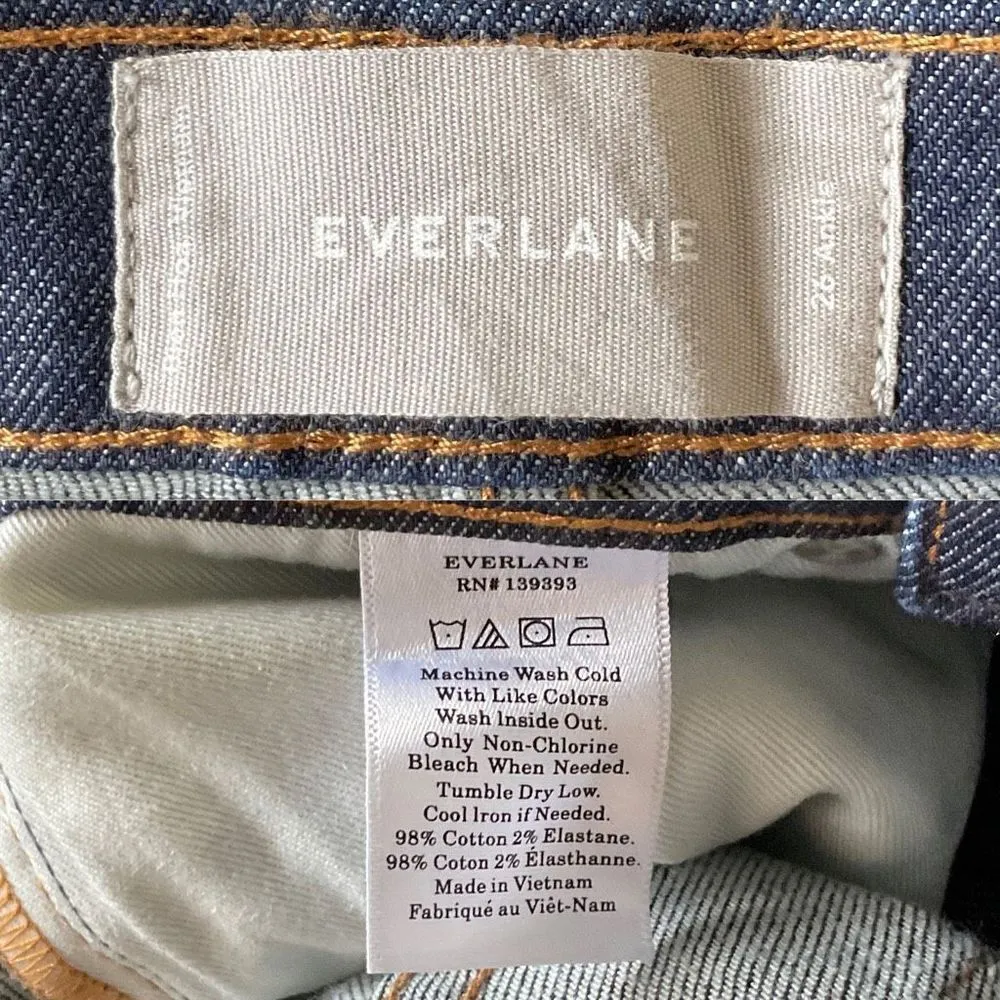 EVERLANE
26 Ankle
EVERLANE
RN# 139393
Machine Wash Cold
With Like Colors
Wash Inside Out.
Only Non-Chlorine
Bleach When Needed.
Tumble Dry Low.
Cool Iron if Needed.
98% Cotton 2% Elastane.
98% Coton 2% Élasthanne.
Made in Vietnam
Fabriqué au Viêt-Nam